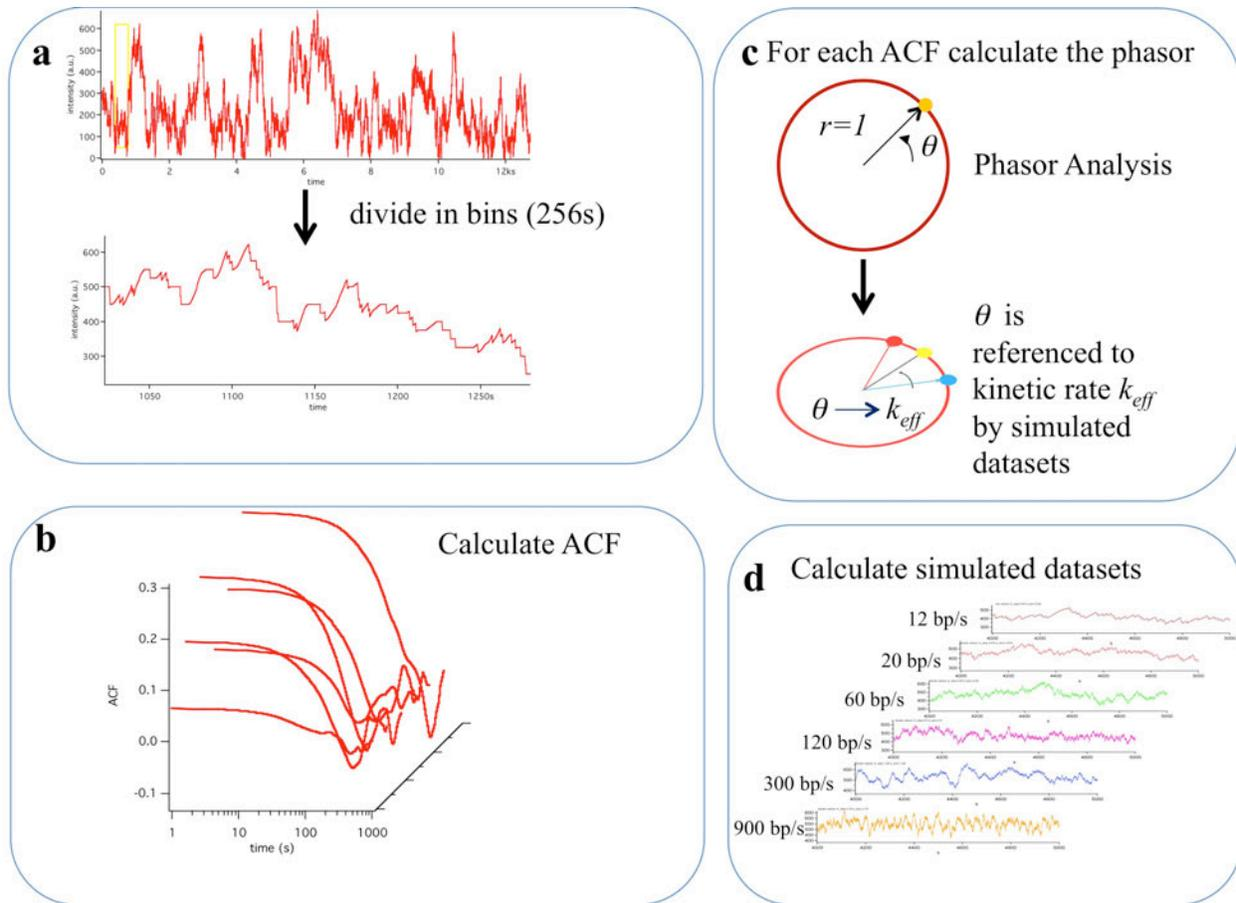 a
intensity (a.u.)
600
500
400
300
200
100
0
0 2 4 6 8 10 12ks
time
divide in bins (256s)
intensity (a.u.)
600
500
400
300
1050 1100 1150 1200 1250s
time
b
Calculate ACF
ACF
0.3
0.2
0.1
0.0
-0.1
1 10 100 1000
time (s)
c For each ACF calculate the phasor
r=1
θ
Phasor Analysis
θ is
referenced to
kinetic rate k_eff
by simulated
datasets
θ → k_eff
d Calculate simulated datasets
12 bp/s
20 bp/s
60 bp/s
120 bp/s
300 bp/s
900 bp/s